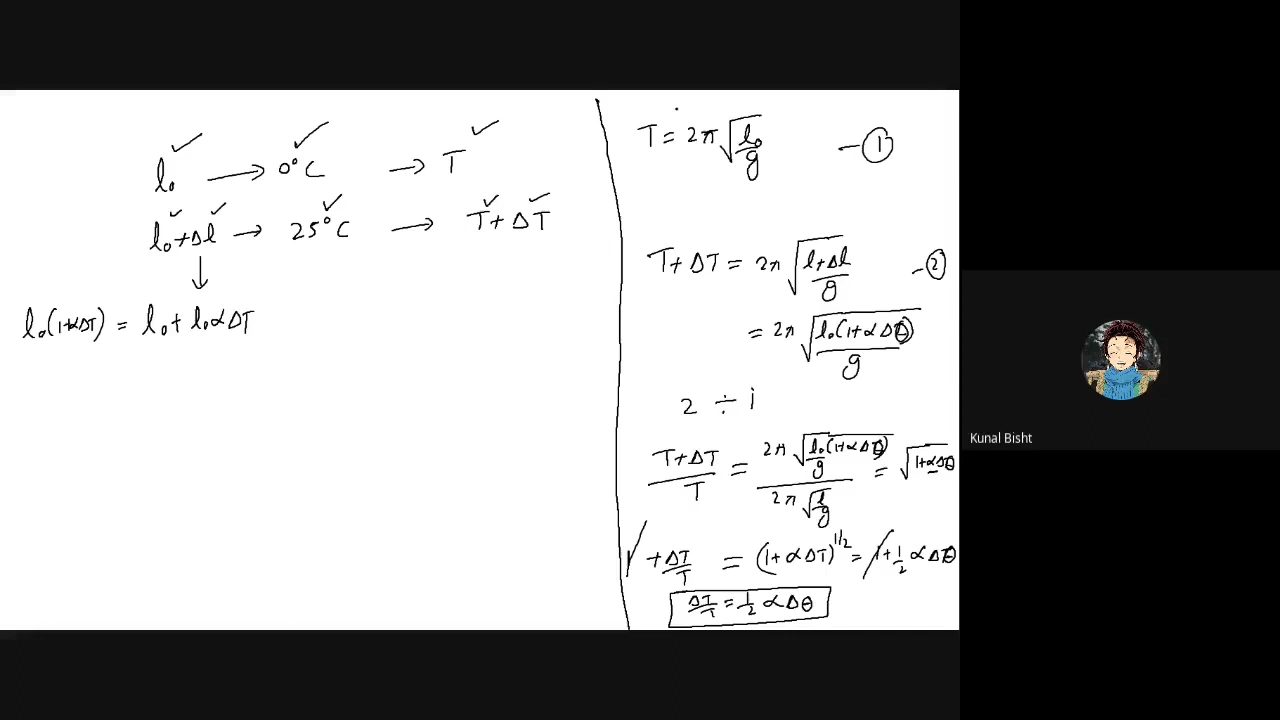 l₀ → 0°C → T
l₀+Δl → 25°C → T+ΔT
↓
l₀(1+αΔT) = l₀ + l₀αΔT
T = 2π√(l₀/g) –①
T+ΔT = 2π√((l+Δl)/g) –②
= 2π√(l₀(1+αΔθ)/g)
2 ÷ 1
(T+ΔT)/T = (2π√(l₀(1+αΔθ)/g))/(2π√(l/g)) = √(1+αΔθ)
1 + ΔT/T = (1+αΔT)^1/2 = 1+1/2 αΔθ
ΔT/T = 1/2 αΔθ
Kunal Bisht